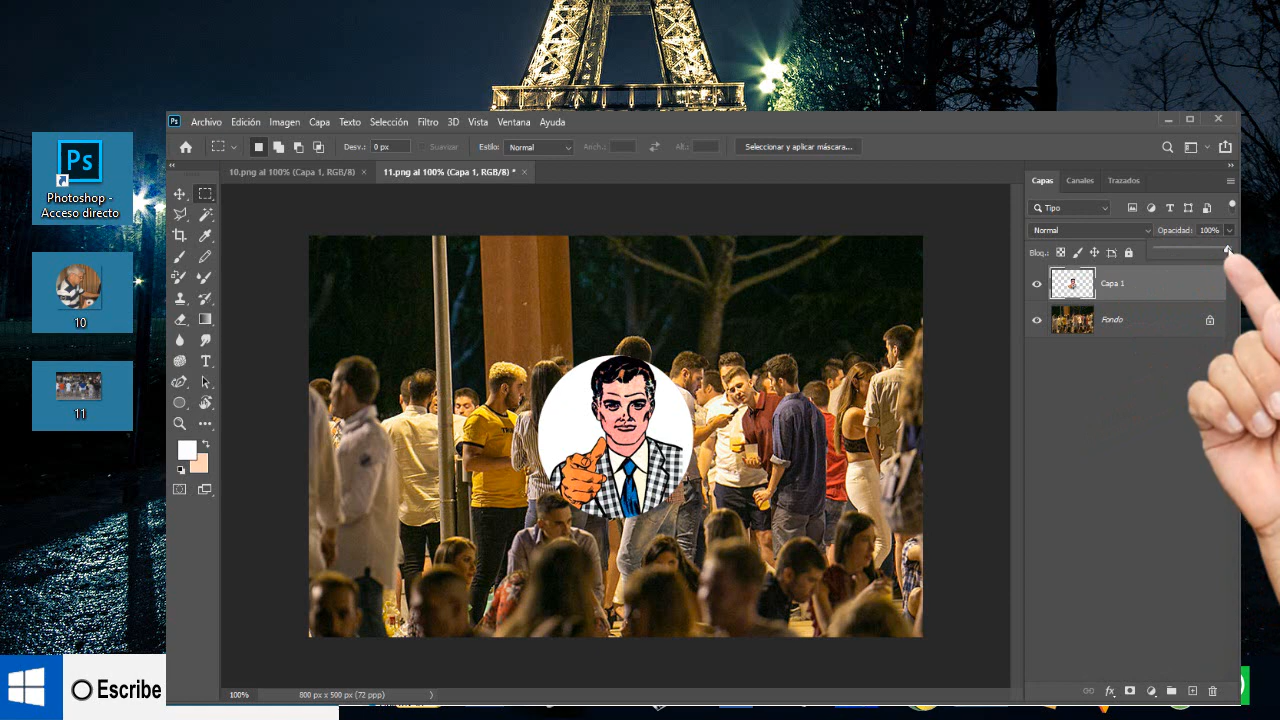 Ps
Photoshop -
Acceso directo
10
11
Ps Archivo Edición Imagen Capa Texto Selección Filtro 3D Vista Ventana Ayuda
Desv.: 0 px Suavizar Estilo: Normal Anch.: Alt.: Seleccionar y aplicar máscara...
10.png al 100% (Capa 1, RGB/8) × 11.png al 100% (Capa 1, RGB/8) * ×
Capas Canales Trazados
Tipo
Normal Opacidad: 100%
Bloq.:
Capa 1
Fondo
100% 800 px x 500 px (72 ppp)
Escribe